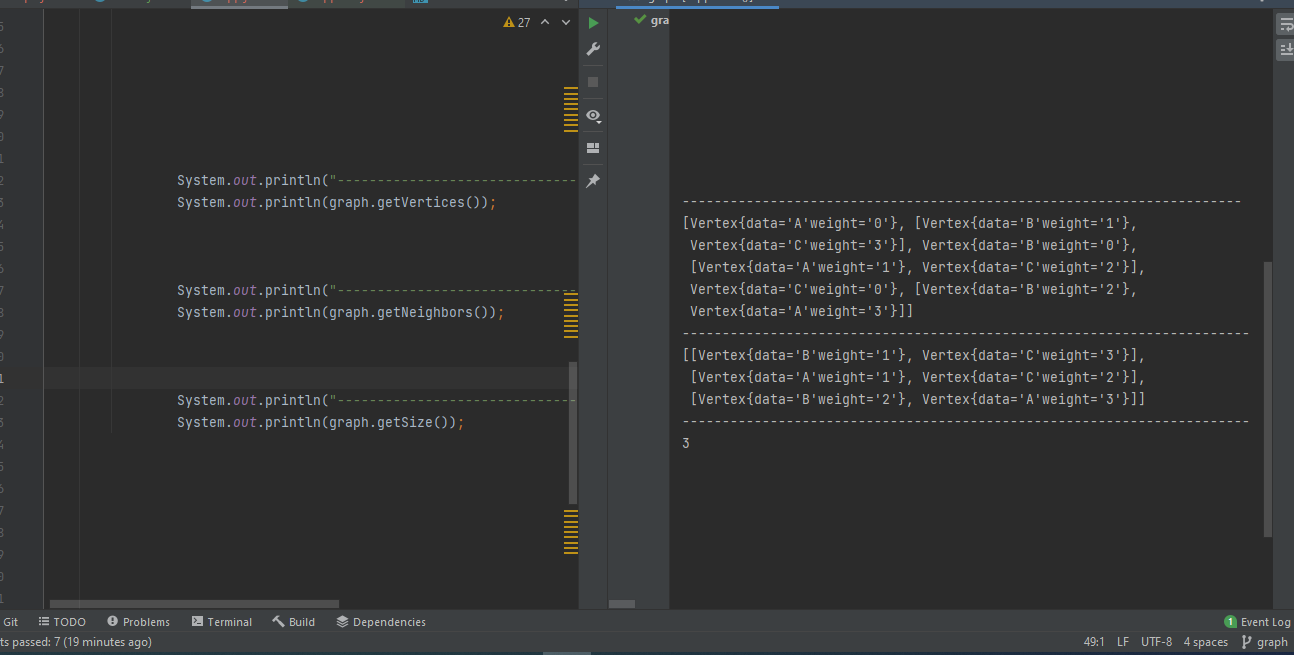 27
gra
System.out.println("------------------------------
System.out.println(graph.getVertices());
System.out.println("------------------------------
System.out.println(graph.getNeighbors());
System.out.println("------------------------------
System.out.println(graph.getSize());
----------------------------------------------------------------------
[Vertex{data='A'weight='0'}, [Vertex{data='B'weight='1'},
Vertex{data='C'weight='3'}], Vertex{data='B'weight='0'},
[Vertex{data='A'weight='1'}, Vertex{data='C'weight='2'}],
Vertex{data='C'weight='0'}, [Vertex{data='B'weight='2'},
Vertex{data='A'weight='3'}]]
-----------------------------------------------------------------------
[[Vertex{data='B'weight='1'}, Vertex{data='C'weight='3'}],
[Vertex{data='A'weight='1'}, Vertex{data='C'weight='2'}],
[Vertex{data='B'weight='2'}, Vertex{data='A'weight='3'}]]
-----------------------------------------------------------------------
3
Git TODO Problems Terminal Build Dependencies 1 Event Log
ts passed: 7 (19 minutes ago) 49:1 LF UTF-8 4 spaces graph